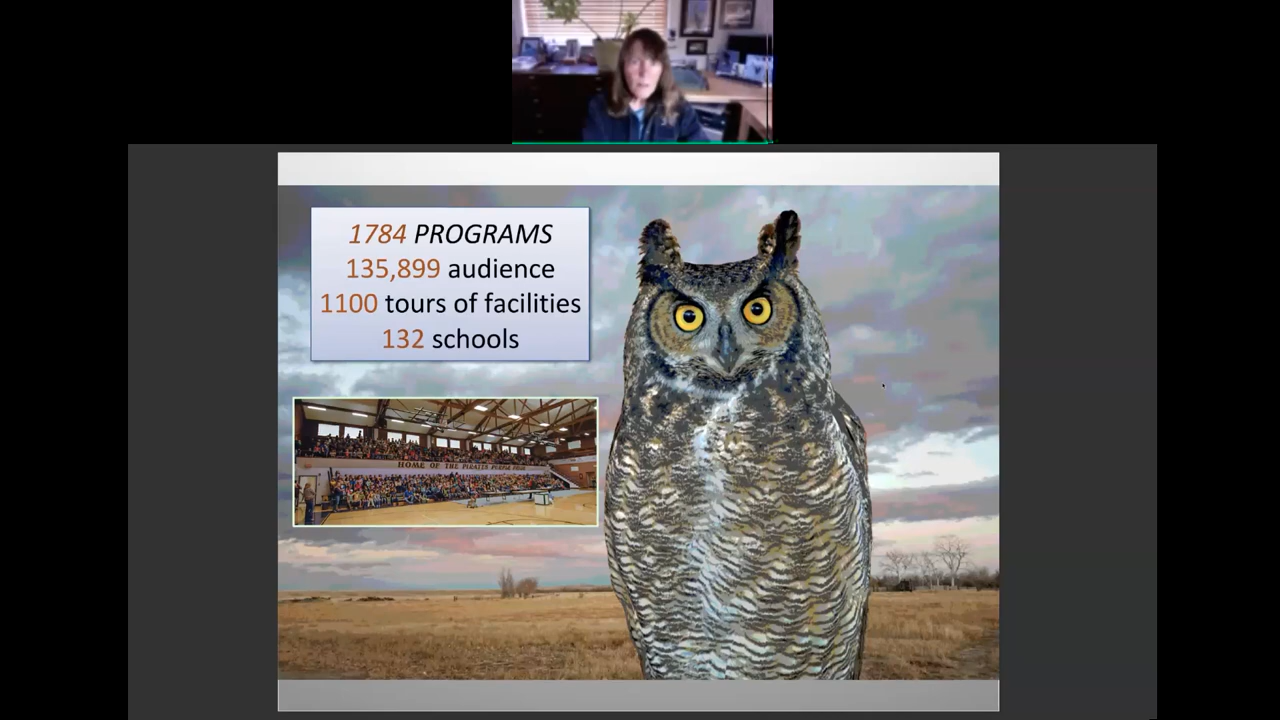 1784 PROGRAMS
135,899 audience
1100 tours of facilities
132 schools
HOME OF THE PIRATES